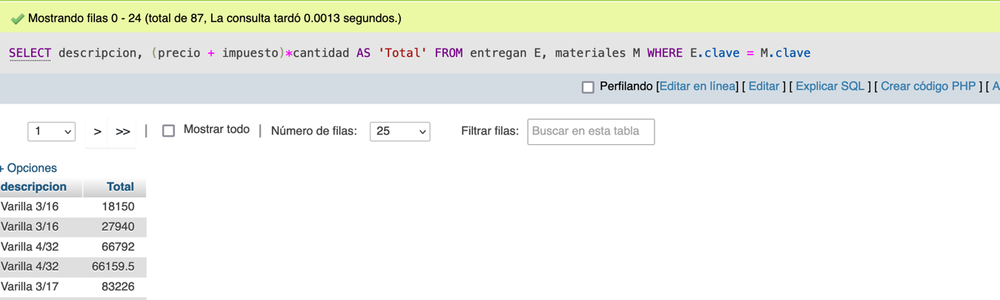 Mostrando filas 0 - 24 (total de 87, La consulta tardó 0.0013 segundos.)
SELECT descripcion, (precio + impuesto)*cantidad AS 'Total' FROM entregan E, materiales M WHERE E.clave = M.clave
Perfilando [Editar en línea] [ Editar ] [ Explicar SQL ] [ Crear código PHP ] [ A
1 > >> | Mostrar todo | Número de filas: 25 Filtrar filas: Buscar en esta tabla
+ Opciones
descripcion Total
Varilla 3/16 18150
Varilla 3/16 27940
Varilla 4/32 66792
Varilla 4/32 66159.5
Varilla 3/17 83226